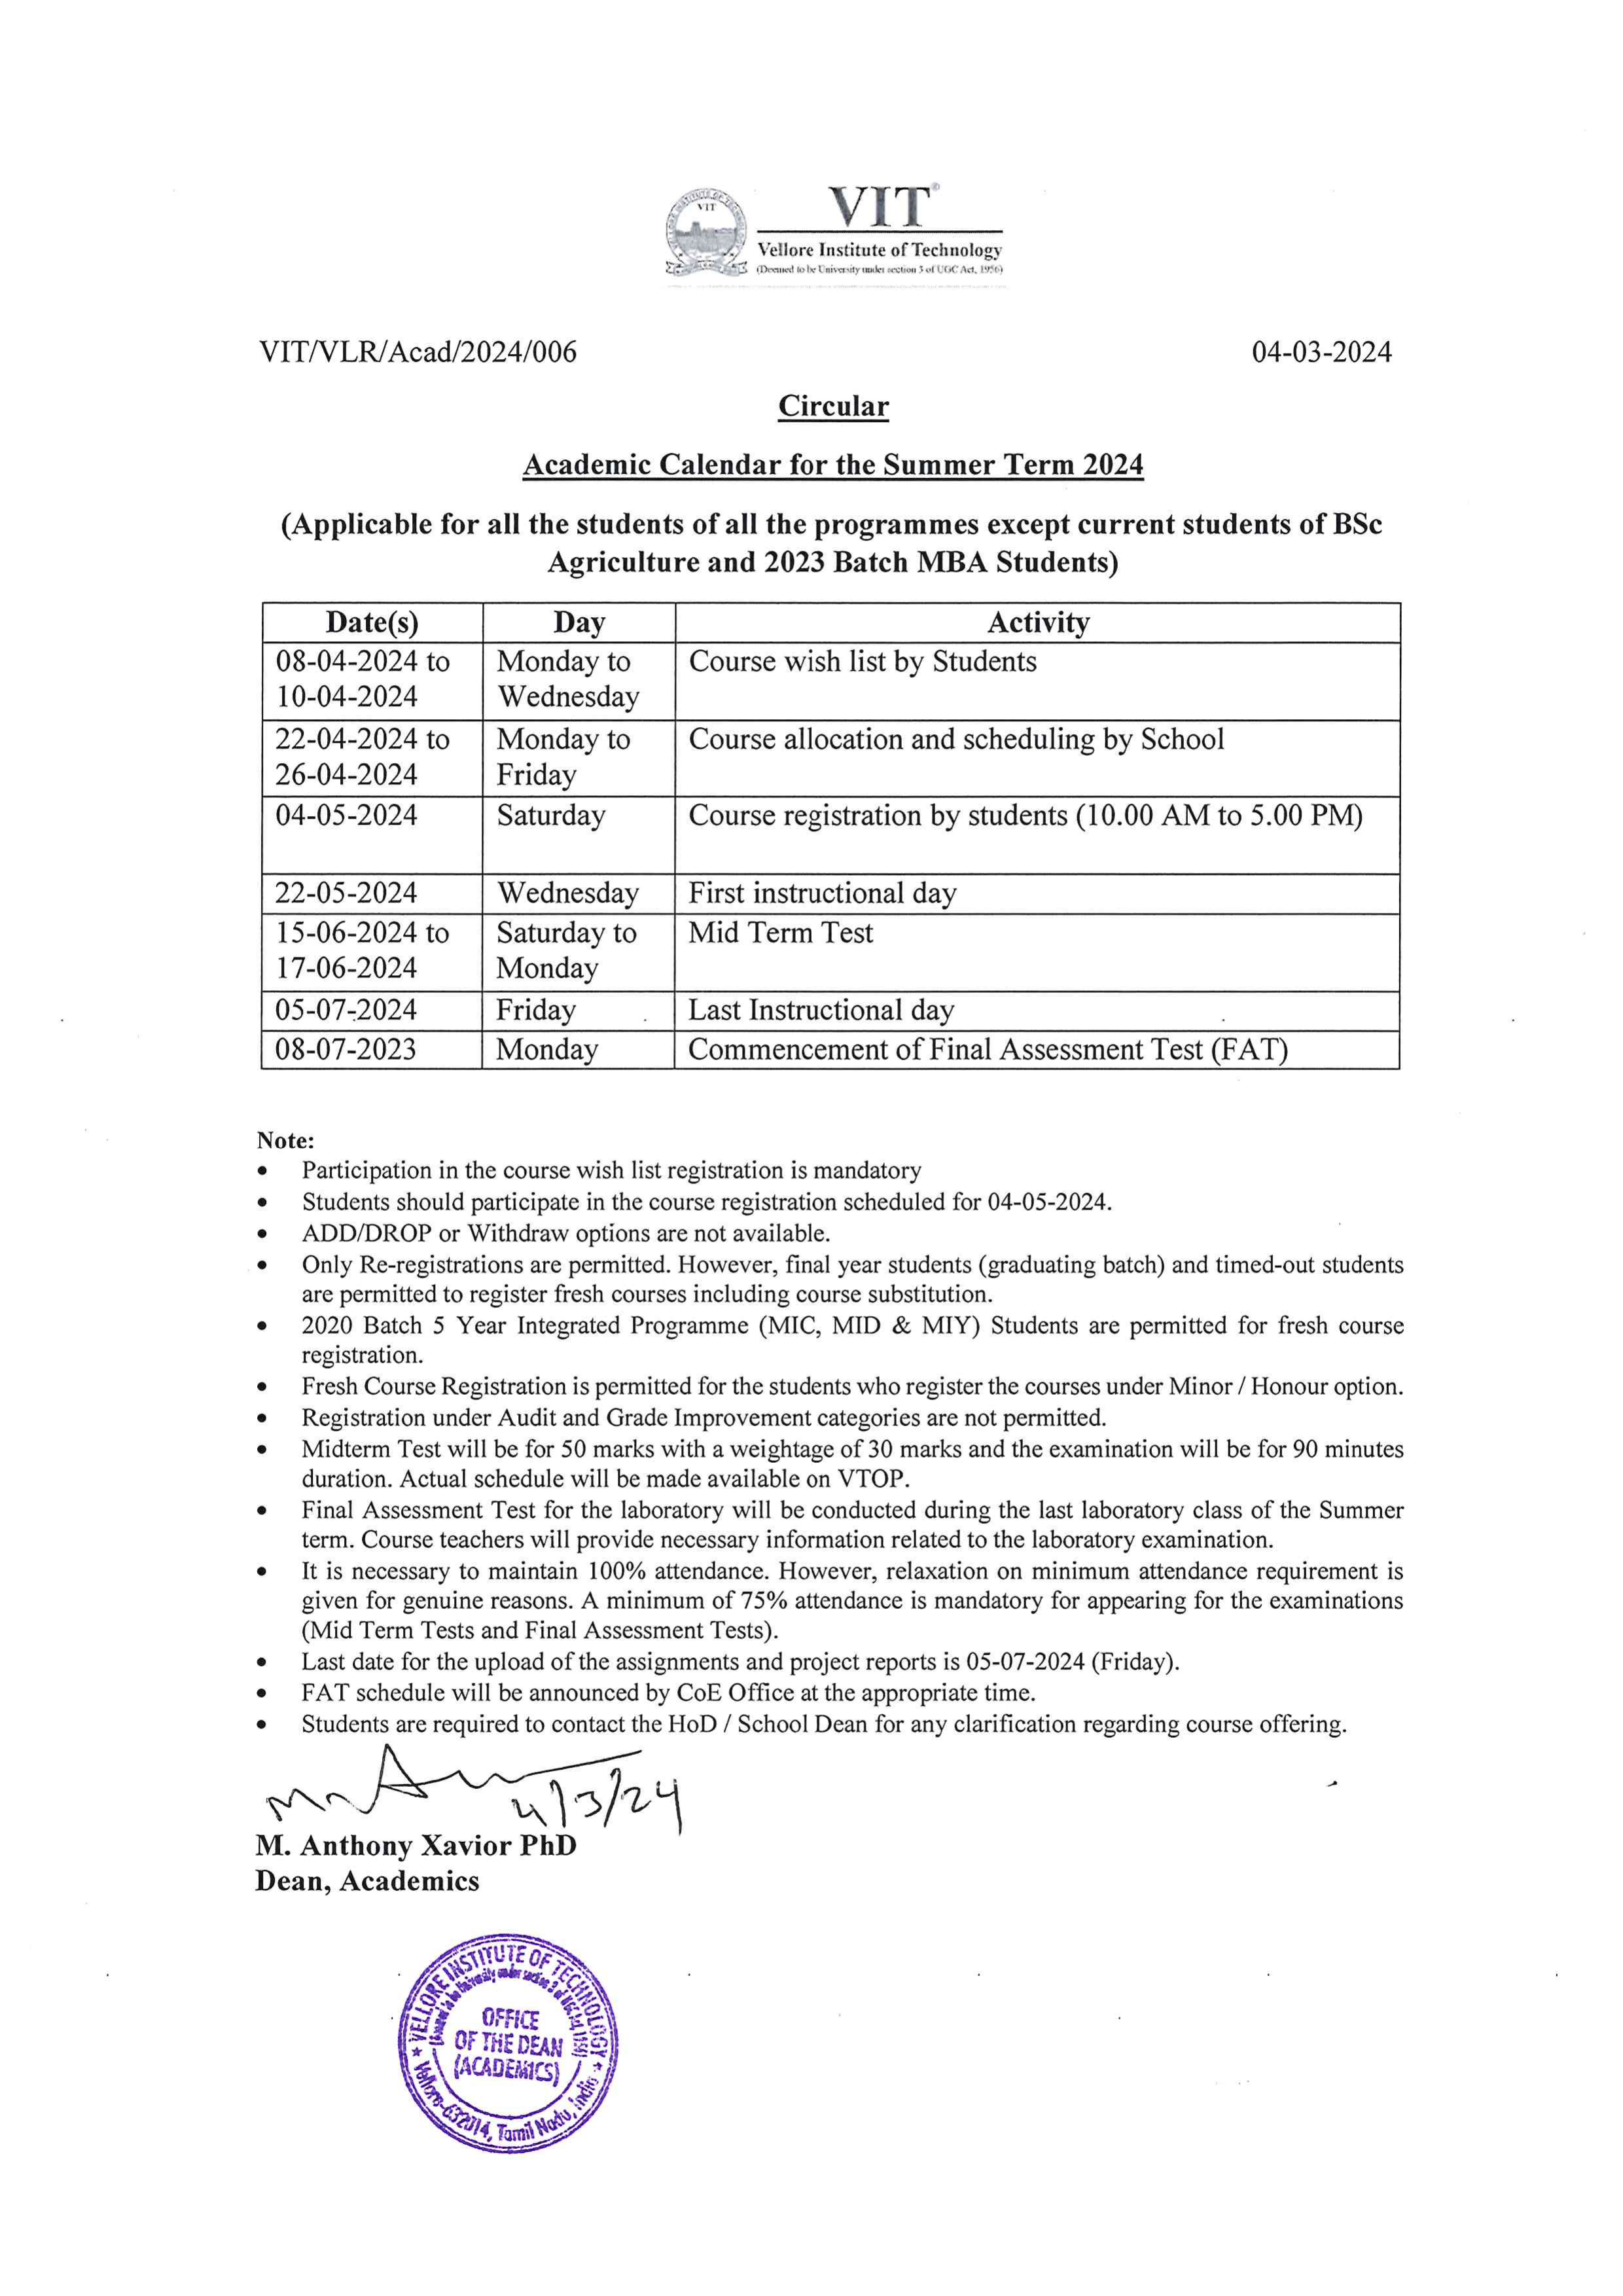 VIT
VIT®
Vellore Institute of Technology
(Deemed to be University under section 3 of UGC Act, 1956)
VIT/VLR/Acad/2024/006 04-03-2024
Circular
Academic Calendar for the Summer Term 2024
(Applicable for all the students of all the programmes except current students of BSc
Agriculture and 2023 Batch MBA Students)
Date(s) Day Activity
08-04-2024 to Monday to Course wish list by Students
10-04-2024 Wednesday
22-04-2024 to Monday to Course allocation and scheduling by School
26-04-2024 Friday
04-05-2024 Saturday Course registration by students (10.00 AM to 5.00 PM)
22-05-2024 Wednesday First instructional day
15-06-2024 to Saturday to Mid Term Test
17-06-2024 Monday
05-07-2024 Friday Last Instructional day
08-07-2023 Monday Commencement of Final Assessment Test (FAT)
Note:
• Participation in the course wish list registration is mandatory
• Students should participate in the course registration scheduled for 04-05-2024.
• ADD/DROP or Withdraw options are not available.
• Only Re-registrations are permitted. However, final year students (graduating batch) and timed-out students
are permitted to register fresh courses including course substitution.
• 2020 Batch 5 Year Integrated Programme (MIC, MID & MIY) Students are permitted for fresh course
registration.
• Fresh Course Registration is permitted for the students who register the courses under Minor / Honour option.
• Registration under Audit and Grade Improvement categories are not permitted.
• Midterm Test will be for 50 marks with a weightage of 30 marks and the examination will be for 90 minutes
duration. Actual schedule will be made available on VTOP.
• Final Assessment Test for the laboratory will be conducted during the last laboratory class of the Summer
term. Course teachers will provide necessary information related to the laboratory examination.
• It is necessary to maintain 100% attendance. However, relaxation on minimum attendance requirement is
given for genuine reasons. A minimum of 75% attendance is mandatory for appearing for the examinations
(Mid Term Tests and Final Assessment Tests).
• Last date for the upload of the assignments and project reports is 05-07-2024 (Friday).
• FAT schedule will be announced by CoE Office at the appropriate time.
• Students are required to contact the HoD / School Dean for any clarification regarding course offering.
4/3/24
M. Anthony Xavior PhD
Dean, Academics
VELLORE INSTITUTE OF TECHNOLOGY
OFFICE
OF THE DEAN
(ACADEMICS)
Vellore-632014, Tamil Nadu, India